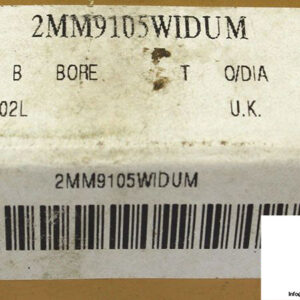 2MM9105WIDUM
B BORE T O/DIA
02L U.K.
2MM9105WIDUM